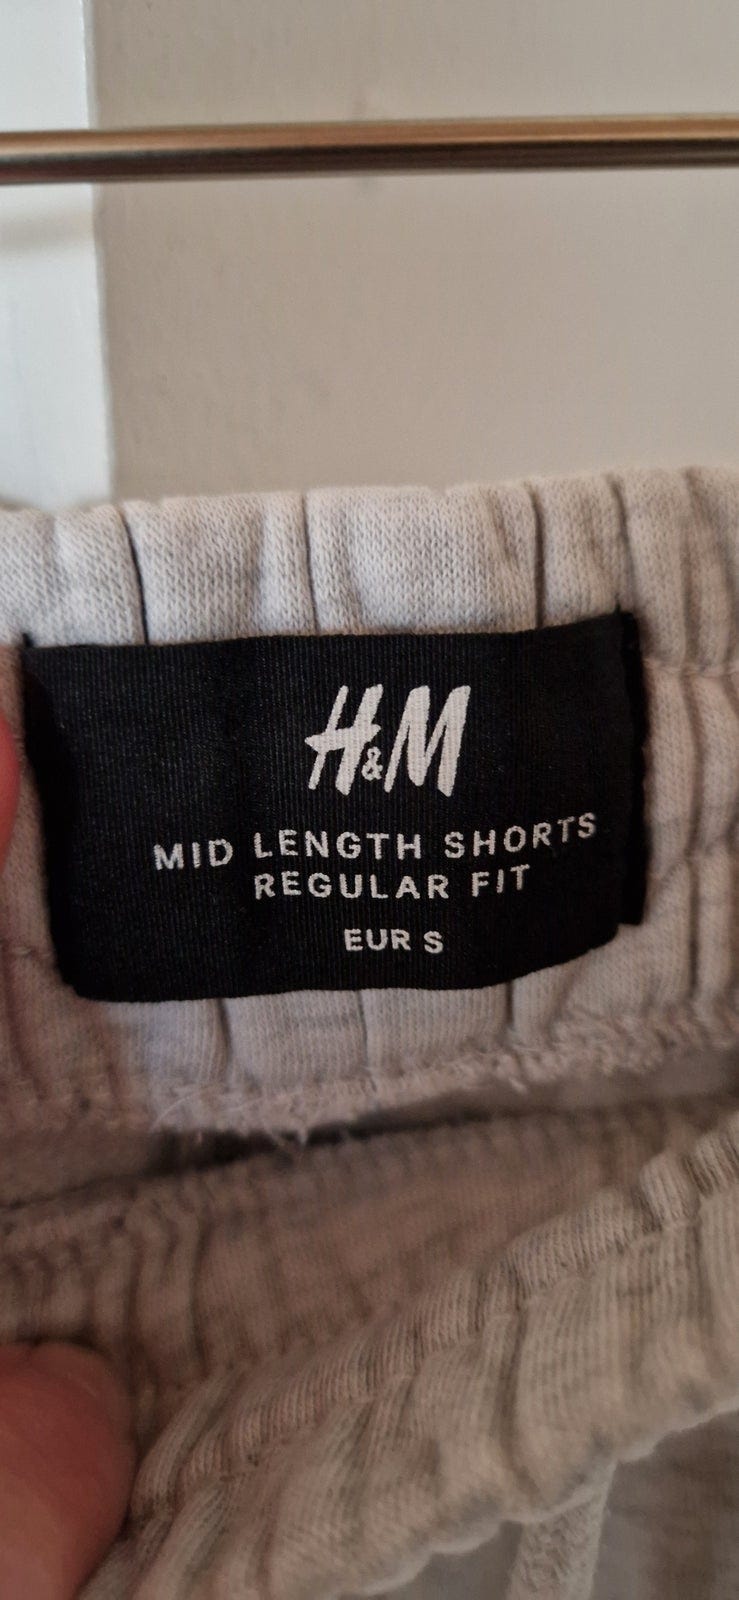 H&M
MID LENGTH SHORTS
REGULAR FIT
EUR S